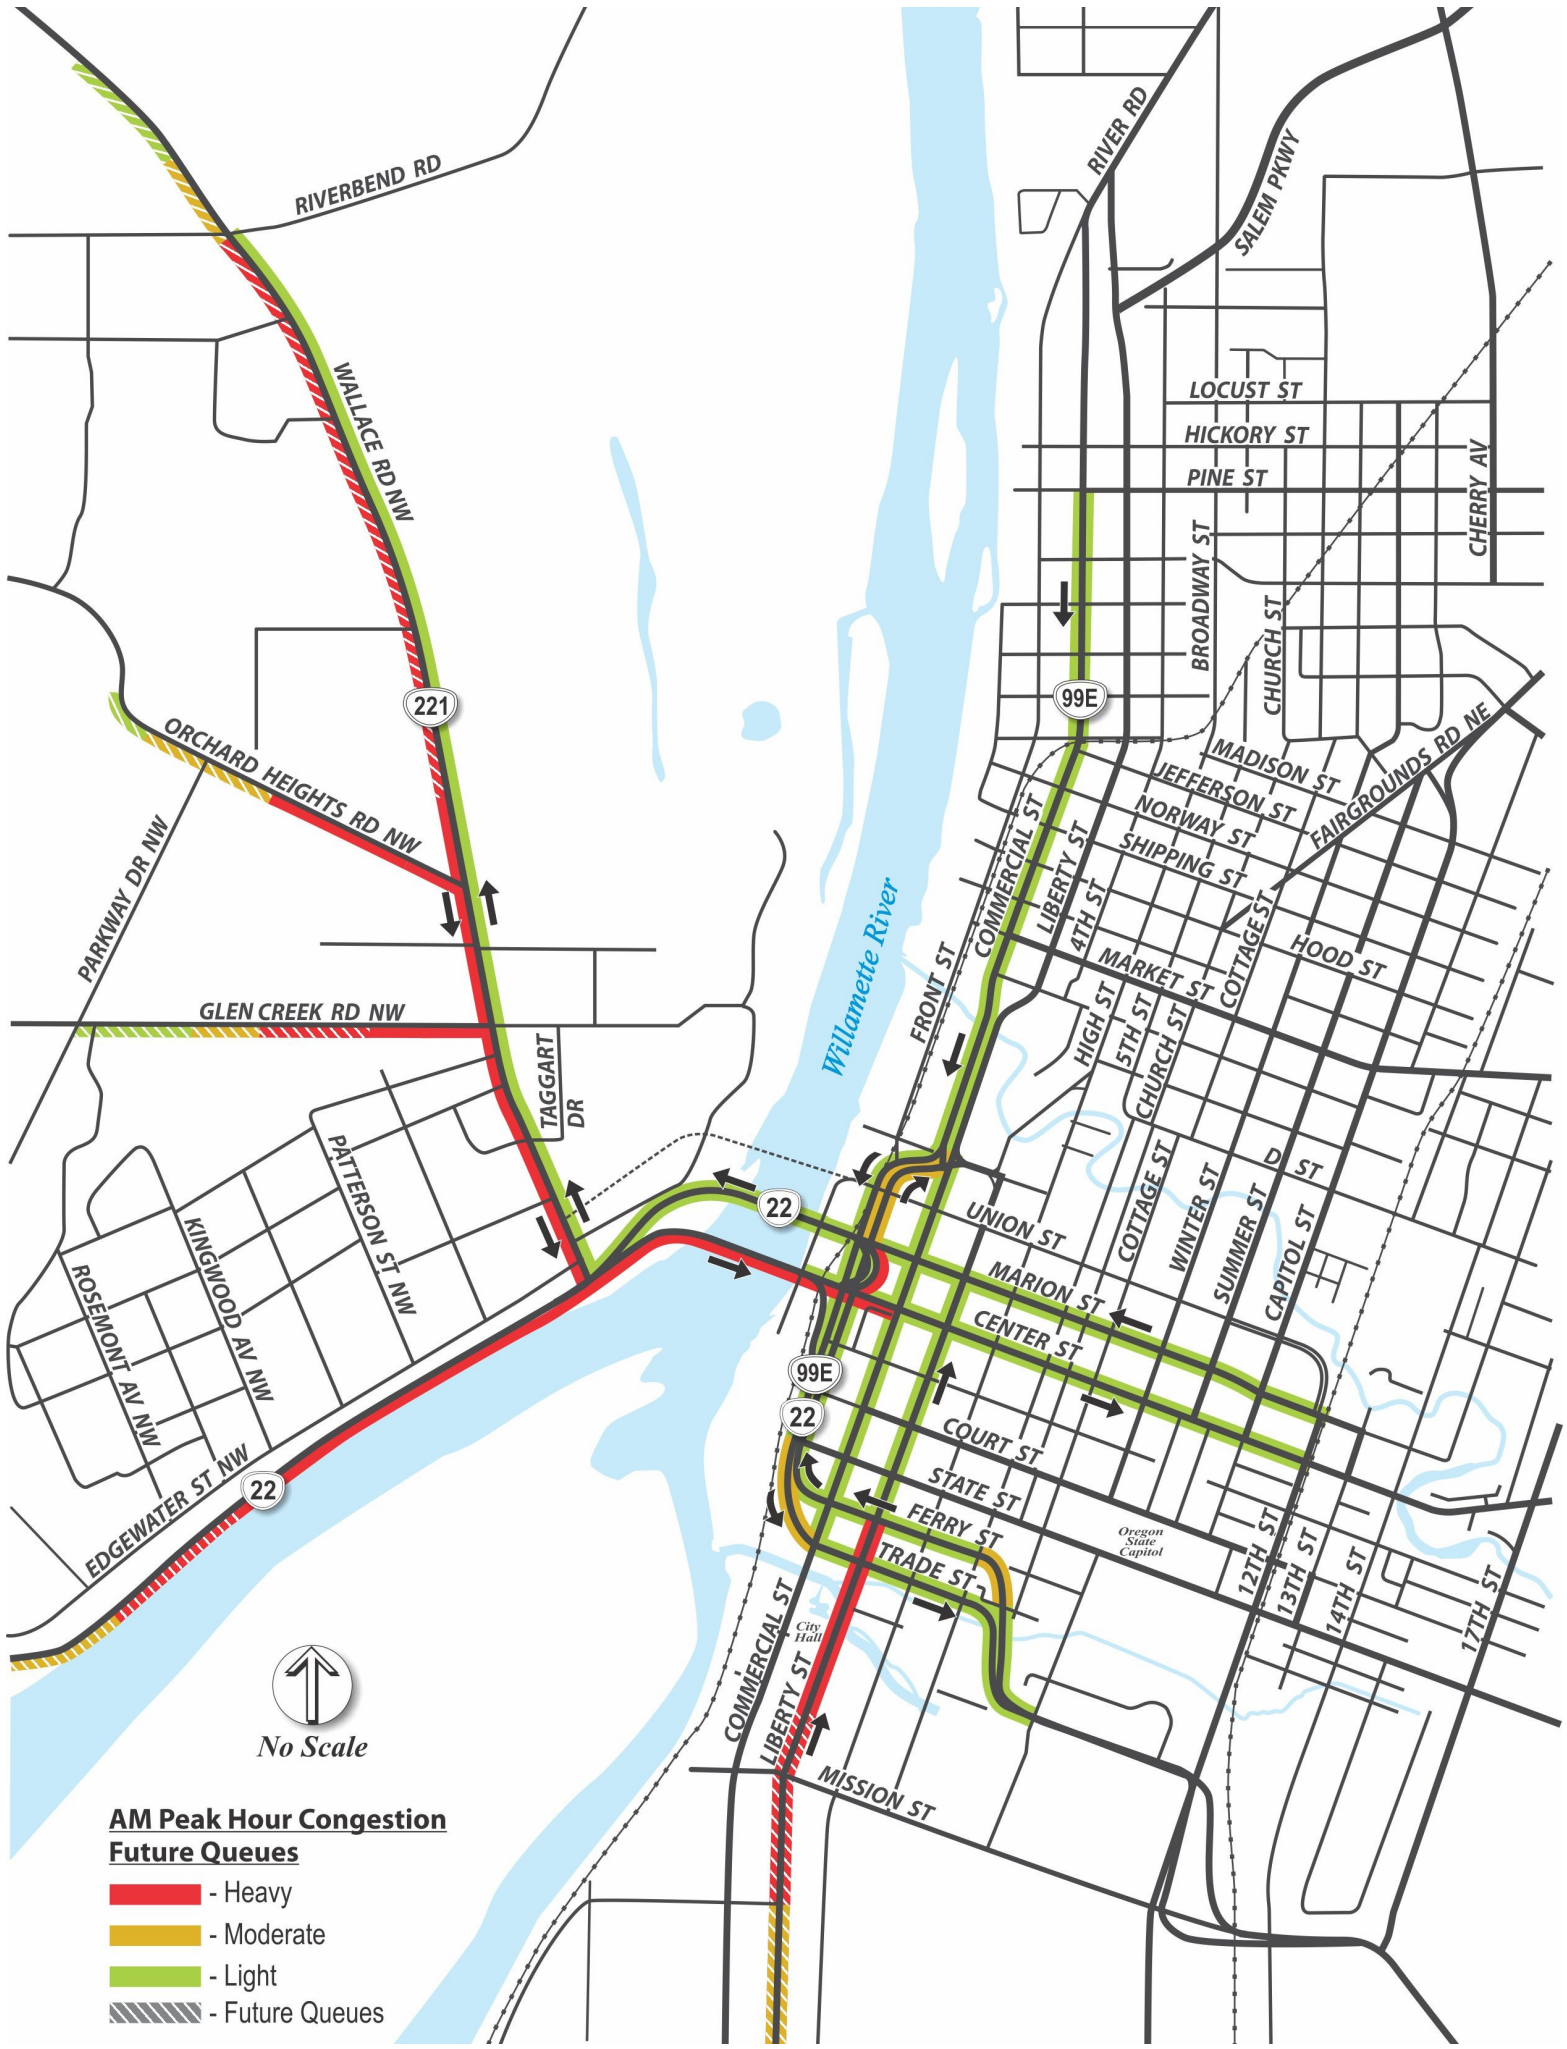 RIVER RD
SALEM PKWY
RIVERBEND RD
WALLACE RD NW
LOCUST ST
HICKORY ST
PINE ST
CHERRY AV
BROADWAY ST
CHURCH ST
221
99E
ORCHARD HEIGHTS RD NW
MADISON ST
JEFFERSON ST
NORWAY ST
SHIPPING ST
FAIRGROUNDS RD NE
PARKWAY DR NW
COMMERCIAL ST
LIBERTY ST
4TH ST
COTTAGE ST
HOOD ST
MARKET ST
Willamette River
FRONT ST
GLEN CREEK RD NW
HIGH ST
5TH ST
CHURCH ST
TAGGART
DR
PATTERSON ST NW
D ST
COTTAGE ST
WINTER ST
SUMMER ST
CAPITOL ST
22
UNION ST
KINGWOOD AV NW
ROSEMONT AV NW
MARION ST
CENTER ST
99E
22
COURT ST
STATE ST
FERRY ST
TRADE ST
EDGEWATER ST NW
22
Oregon
State
Capitol
12TH ST
13TH ST
14TH ST
17TH ST
City
Hall
COMMERCIAL ST
LIBERTY ST
MISSION ST
No Scale
AM Peak Hour Congestion
Future Queues
- Heavy
- Moderate
- Light
- Future Queues